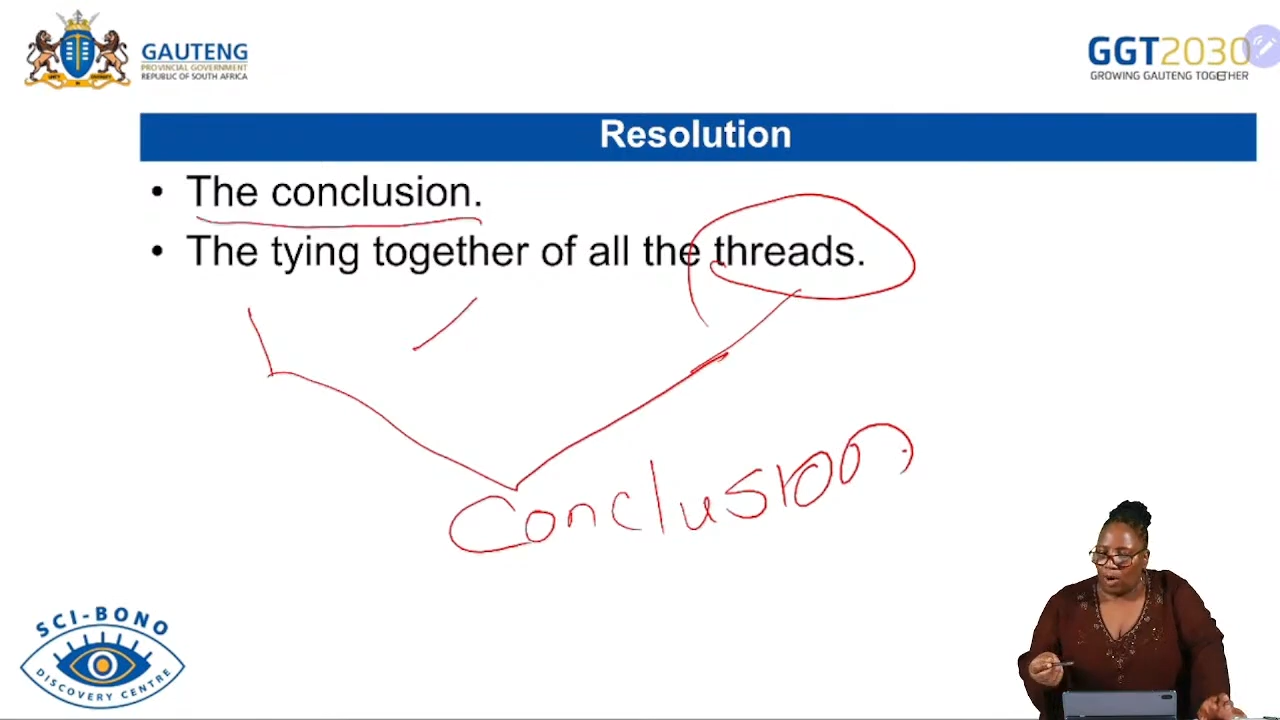 GAUTENG
PROVINCIAL GOVERNMENT
REPUBLIC OF SOUTH AFRICA
GGT2030
GROWING GAUTENG TOGETHER
Resolution
• The conclusion.
• The tying together of all the threads.
Conclusion
SCI-BONO
DISCOVERY CENTRE